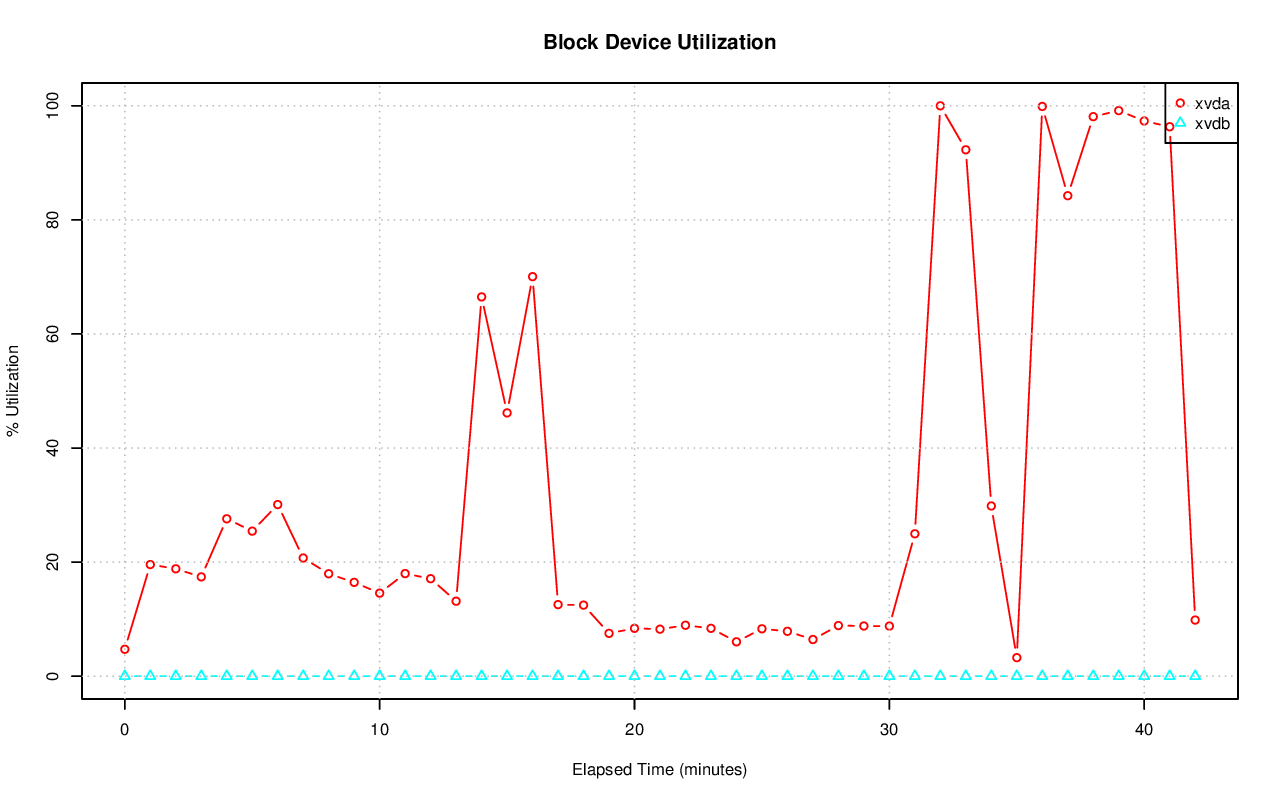 Block Device Utilization
xvda
xvdb
% Utilization
100
80
60
40
20
0
0 10 20 30 40
Elapsed Time (minutes)